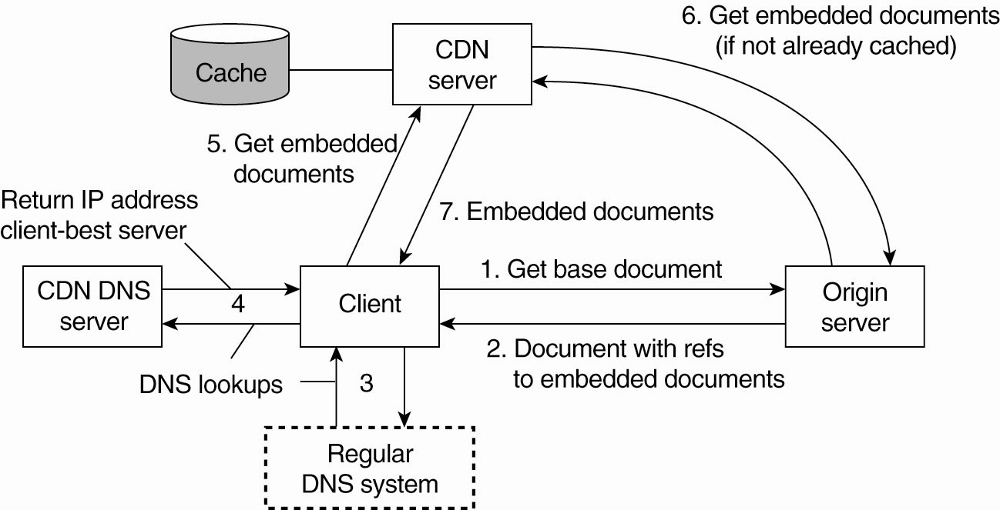 6. Get embedded documents
(if not already cached)
CDN
server
Cache
5. Get embedded
documents
Return IP address
client-best server
7. Embedded documents
1. Get base document
CDN DNS
server
4
Client
Origin
server
2. Document with refs
to embedded documents
DNS lookups
3
Regular
DNS system